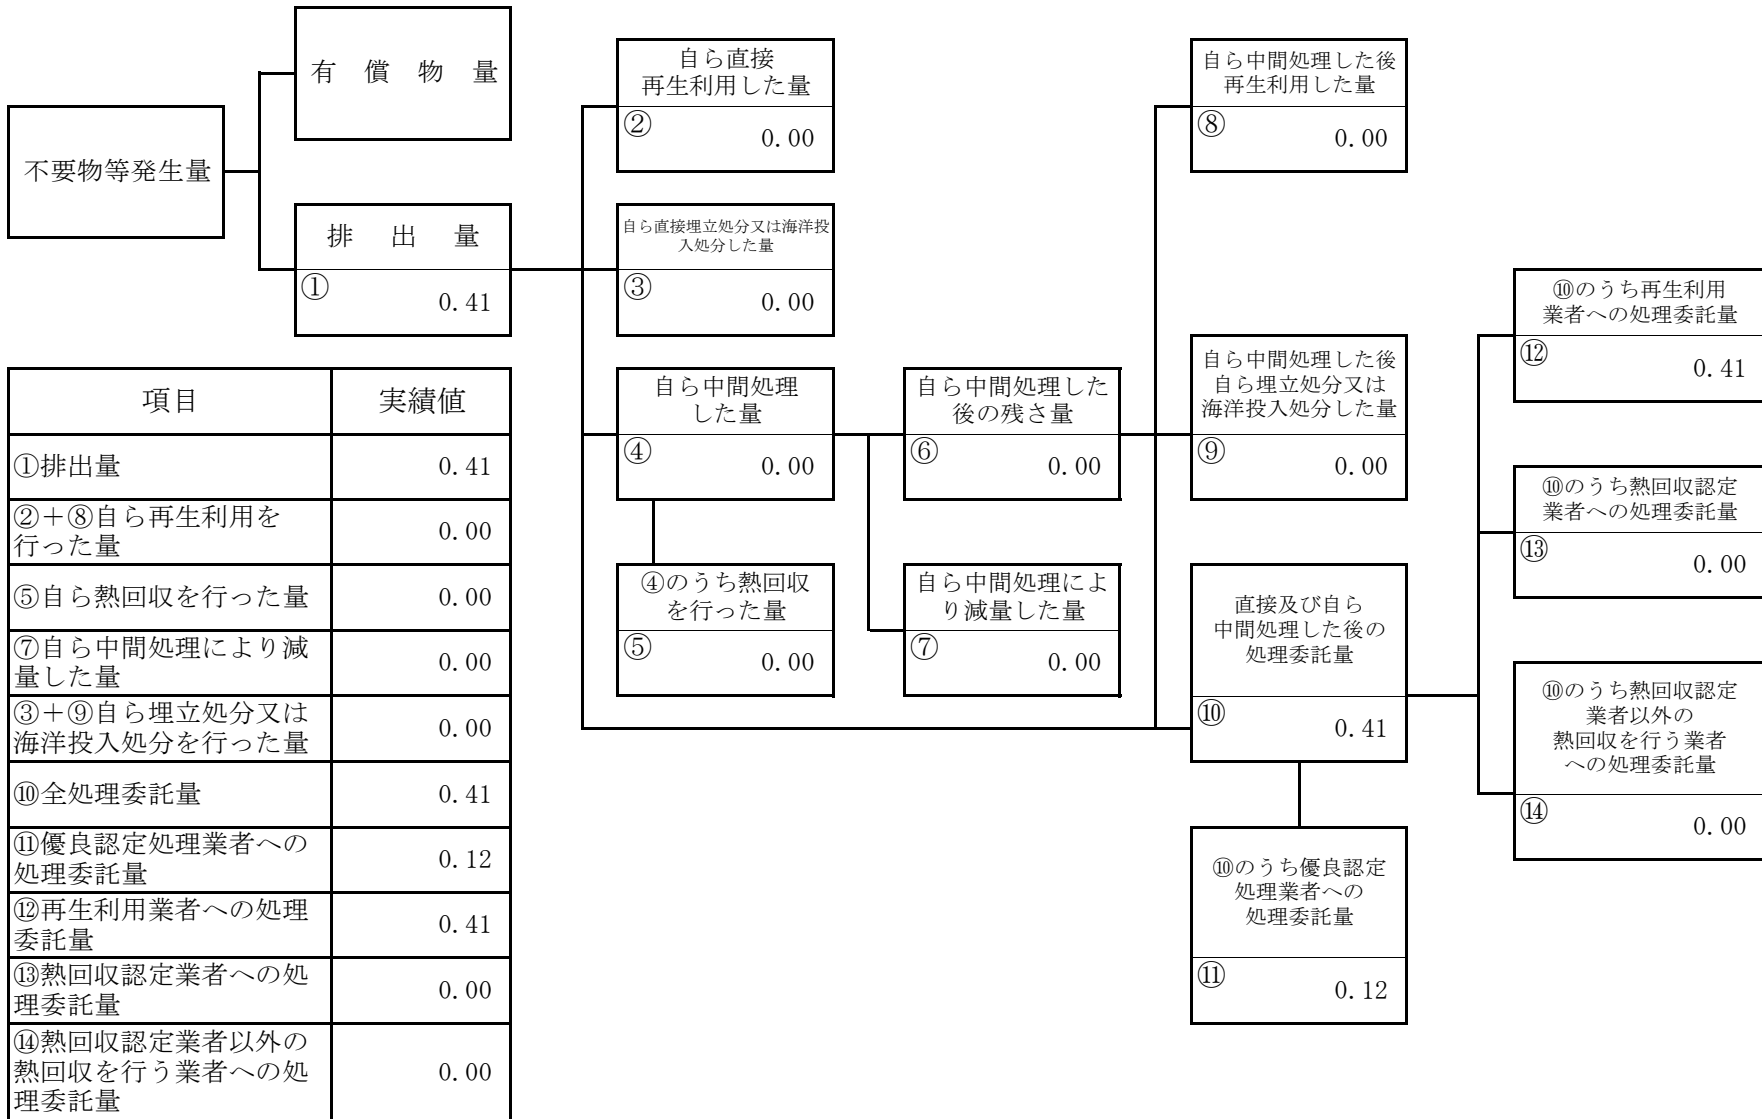 不要物等発生量
有 償 物 量
排 出 量
①
0.41
自ら直接
再生利用した量
②
0.00
自ら直接埋立処分又は海洋投
入処分した量
③
0.00
自ら中間処理
した量
④
0.00
④のうち熱回収
を行った量
⑤
0.00
自ら中間処理した
後の残さ量
⑥
0.00
自ら中間処理によ
り減量した量
⑦
0.00
自ら中間処理した後
再生利用した量
⑧
0.00
自ら中間処理した後
自ら埋立処分又は
海洋投入処分した量
⑨
0.00
直接及び自ら
中間処理した後の
処理委託量
⑩
0.41
⑩のうち優良認定
処理業者への
処理委託量
⑪
0.12
⑩のうち再生利用
業者への処理委託量
⑫
0.41
⑩のうち熱回収認定
業者への処理委託量
⑬
0.00
⑩のうち熱回収認定
業者以外の
熱回収を行う業者
への処理委託量
⑭
0.00
項目 実績値
①排出量 0.41
②+⑧自ら再生利用を
行った量 0.00
⑤自ら熱回収を行った量 0.00
⑦自ら中間処理により減
量した量 0.00
③+⑨自ら埋立処分又は
海洋投入処分を行った量 0.00
⑩全処理委託量 0.41
⑪優良認定処理業者への
処理委託量 0.12
⑫再生利用業者への処理
委託量 0.41
⑬熱回収認定業者への処
理委託量 0.00
⑭熱回収認定業者以外の
熱回収を行う業者への処
理委託量 0.00